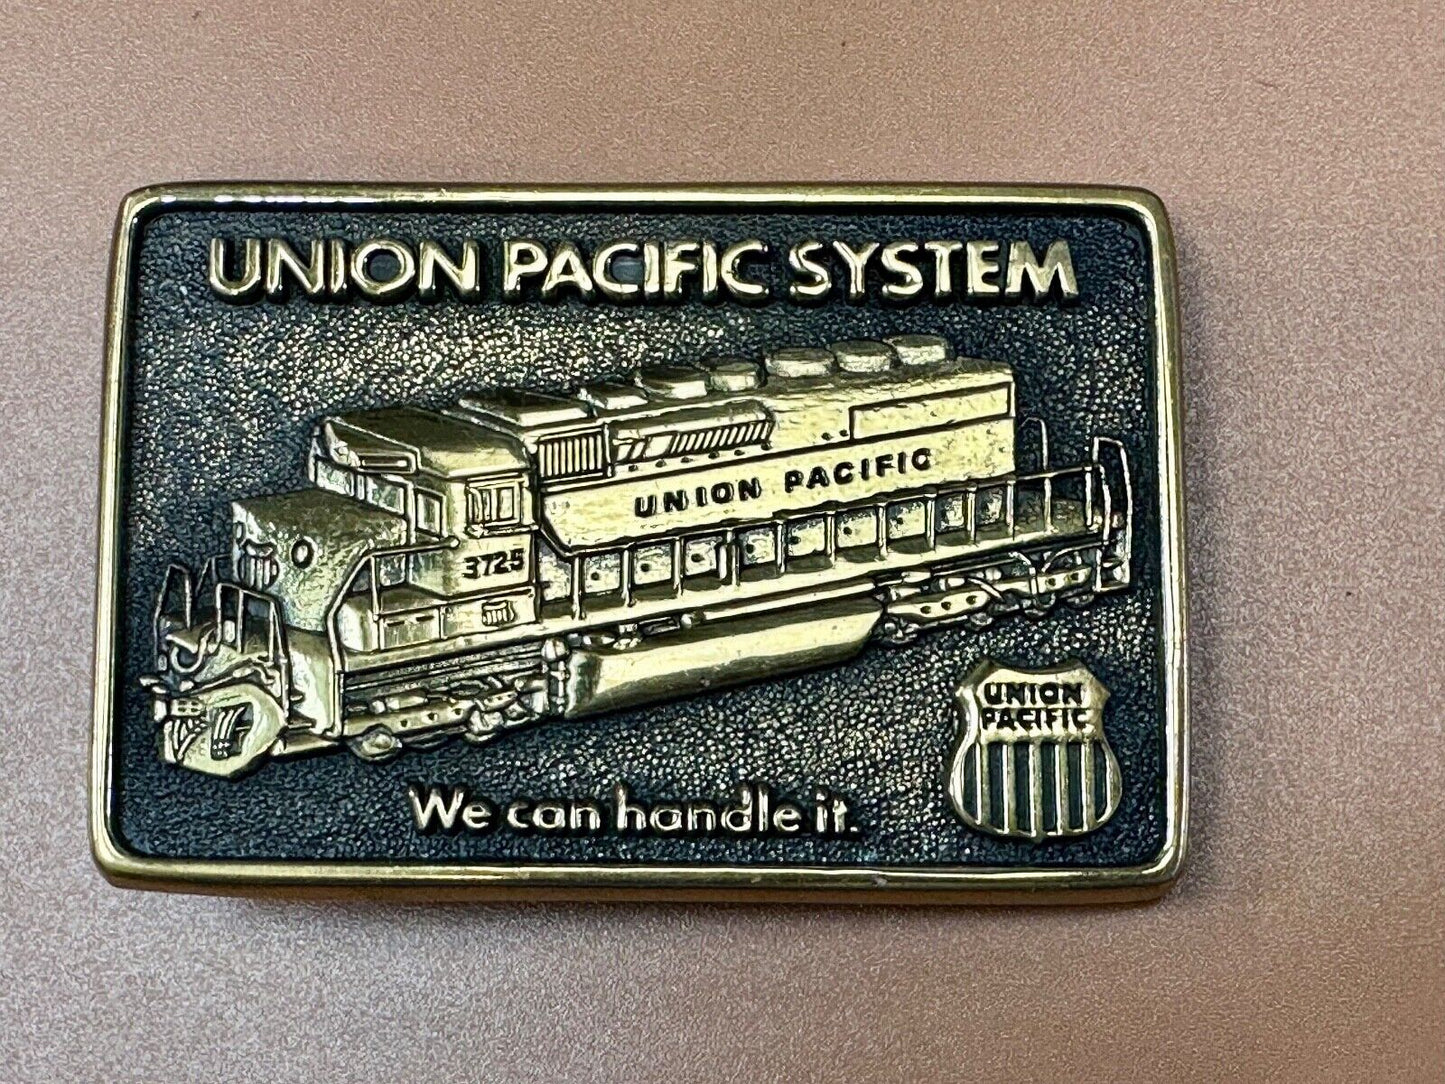 UNION PACIFIC SYSTEM
UNION PACIFIC
3725
UNION
PACIFIC
We can handle it.